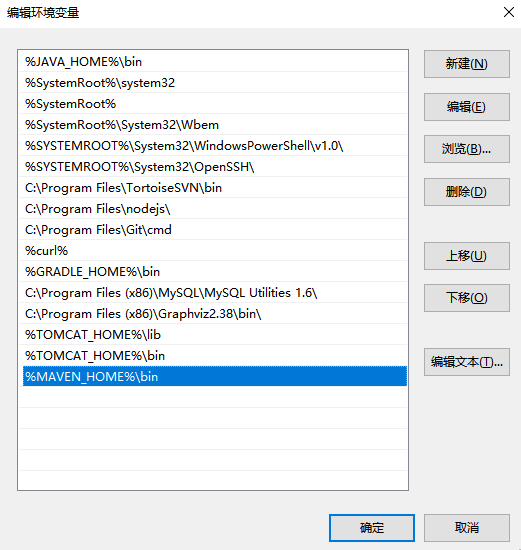 编辑环境变量
%JAVA_HOME%\bin
%SystemRoot%\system32
%SystemRoot%
%SystemRoot%\System32\Wbem
%SYSTEMROOT%\System32\WindowsPowerShell\v1.0\
%SYSTEMROOT%\System32\OpenSSH\
C:\Program Files\TortoiseSVN\bin
C:\Program Files\nodejs\
C:\Program Files\Git\cmd
%curl%
%GRADLE_HOME%\bin
C:\Program Files (x86)\MySQL\MySQL Utilities 1.6\
C:\Program Files (x86)\Graphviz2.38\bin\
%TOMCAT_HOME%\lib
%TOMCAT_HOME%\bin
%MAVEN_HOME%\bin
新建(N)
编辑(E)
浏览(B)...
删除(D)
上移(U)
下移(O)
编辑文本(T)...
确定
取消